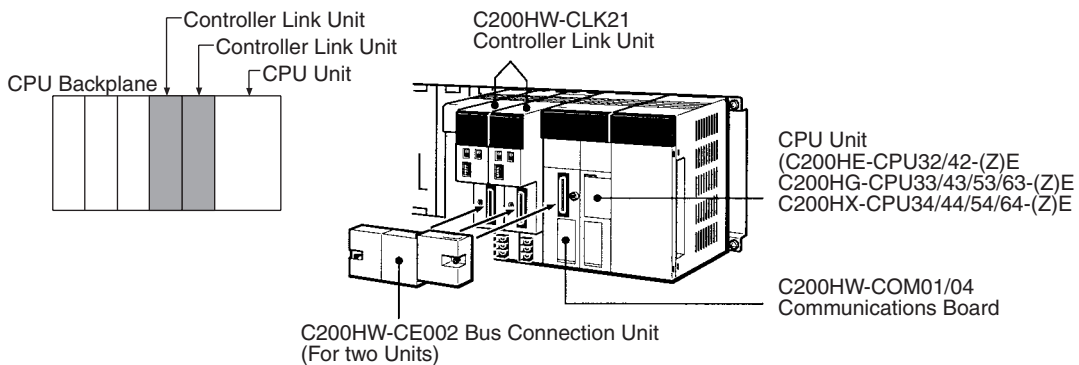 Controller Link Unit
Controller Link Unit
CPU Unit
CPU Backplane
C200HW-CLK21
Controller Link Unit
CPU Unit
(C200HE-CPU32/42-(Z)E
C200HG-CPU33/43/53/63-(Z)E
C200HX-CPU34/44/54/64-(Z)E
C200HW-COM01/04
Communications Board
C200HW-CE002 Bus Connection Unit
(For two Units)